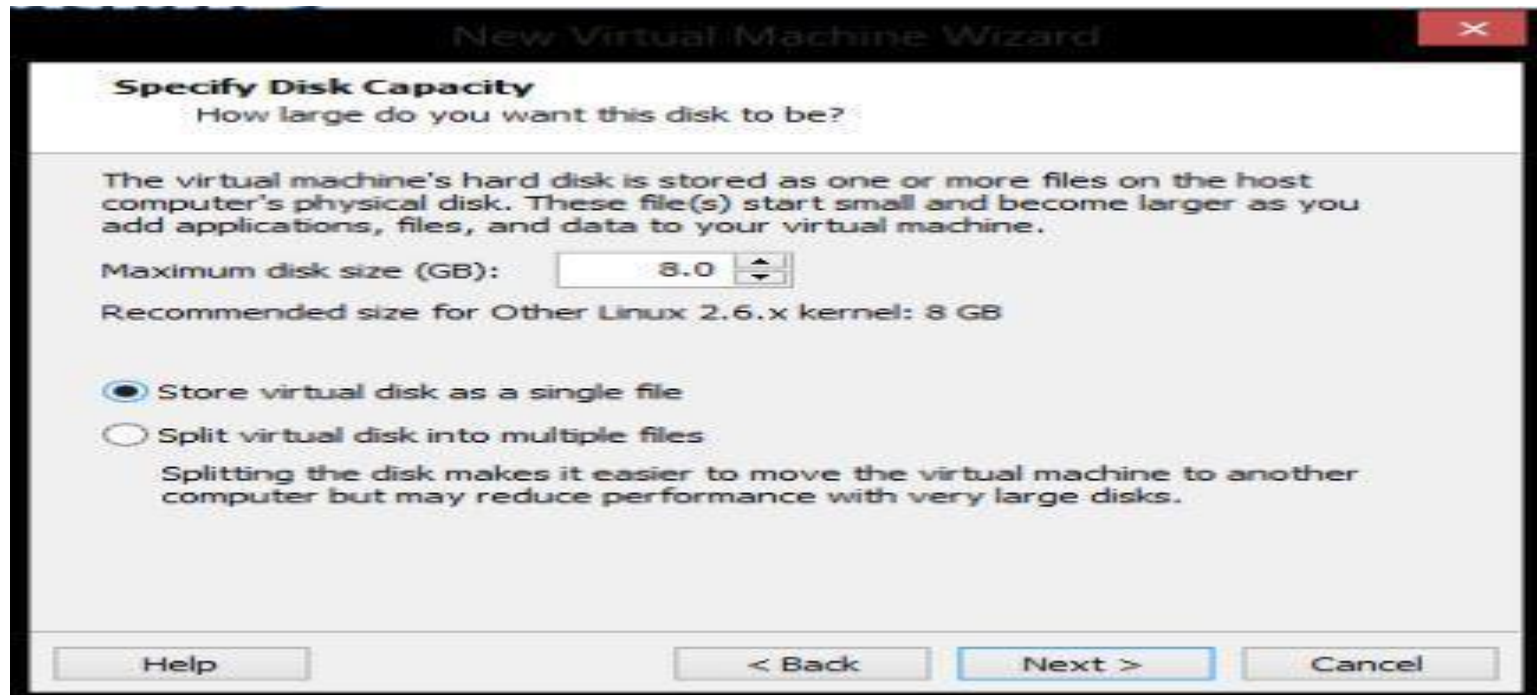 New Virtual Machine Wizard
Specify Disk Capacity
How large do you want this disk to be?
The virtual machine's hard disk is stored as one or more files on the host
computer's physical disk. These file(s) start small and become larger as you
add applications, files, and data to your virtual machine.
Maximum disk size (GB): 8.0
Recommended size for Other Linux 2.6.x kernel: 8 GB
Store virtual disk as a single file
Split virtual disk into multiple files
Splitting the disk makes it easier to move the virtual machine to another
computer but may reduce performance with very large disks.
Help < Back Next > Cancel